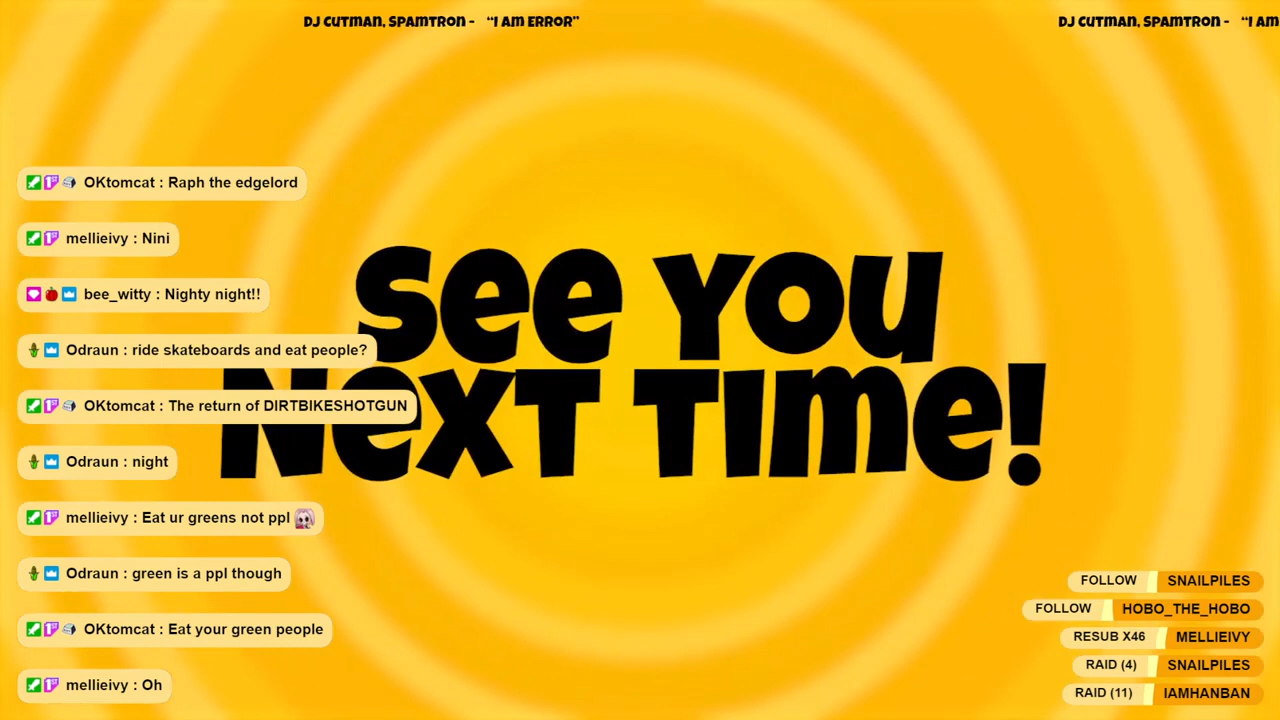 DJ CUTMAN, SPAMTRON - “I AM ERROR”
DJ CUTMAN, SPAMTRON - “I AM
OKtomcat : Raph the edgelord
mellieivy : Nini
bee_witty : Nighty night!!
Odraun : ride skateboards and eat people?
OKtomcat : The return of DIRTBIKESHOTGUN
Odraun : night
mellieivy : Eat ur greens not ppl
Odraun : green is a ppl though
OKtomcat : Eat your green people
mellieivy : Oh
See you
Next Time!
FOLLOW SNAILPILES
FOLLOW HOBO_THE_HOBO
RESUB X46 MELLIEIVY
RAID (4) SNAILPILES
RAID (11) IAMHANBAN